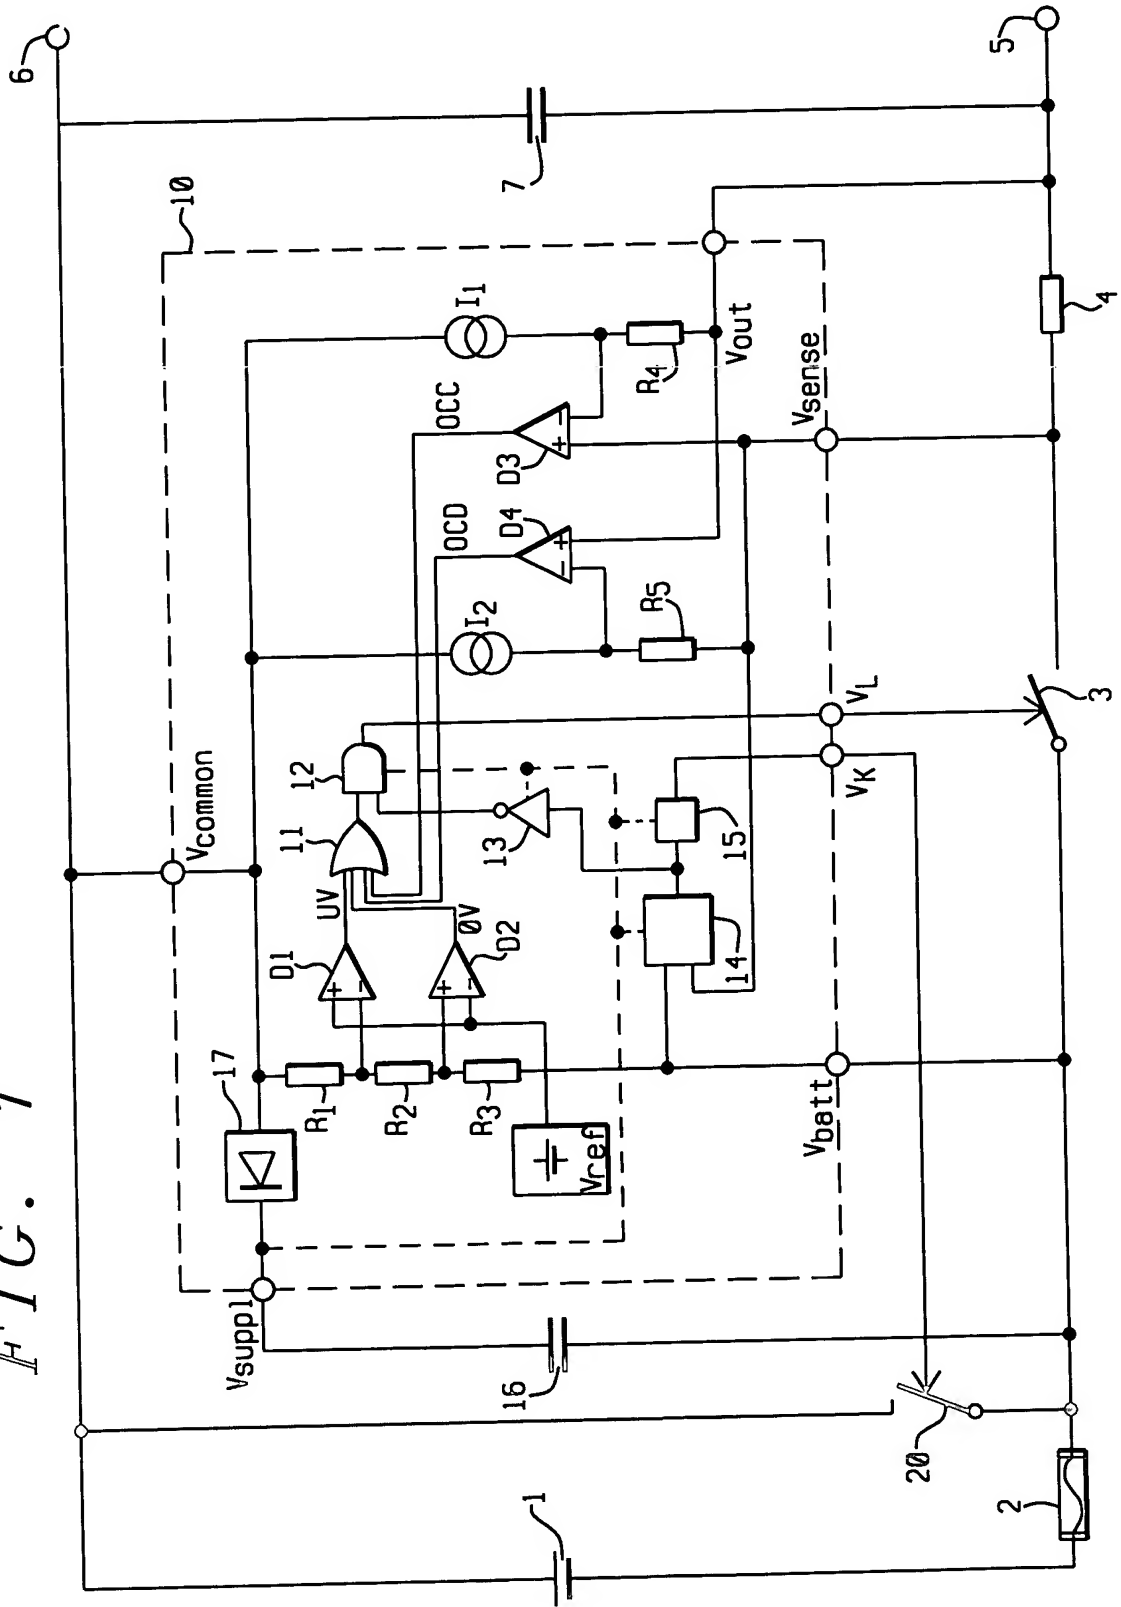 FIG. 1
6
10
Vcommon
17
Vsuppl
D1
11
12
R1
UV
R2
OCC
OCD
0V
I1
I2
R3
13
D2
D3
D4
16
7
1
Vref
R4
R5
14
15
Vout
Vsense
Vbatt
VK
VL
20
5
2
3
4
+
−
+
−
+
−
+
−